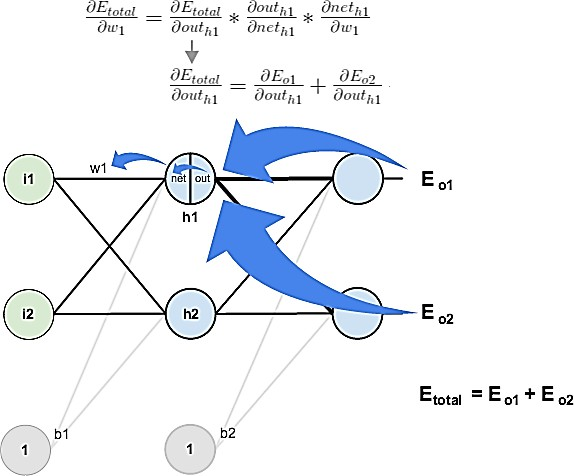 ∂E_total/∂w_1 = ∂E_total/∂out_h1 * ∂out_h1/∂net_h1 * ∂net_h1/∂w_1
∂E_total/∂out_h1 = ∂E_o1/∂out_h1 + ∂E_o2/∂out_h1
i1
w1
net
out
h1
E o1
i2
h2
E o2
E total = E o1 + E o2
b1
b2
1
1